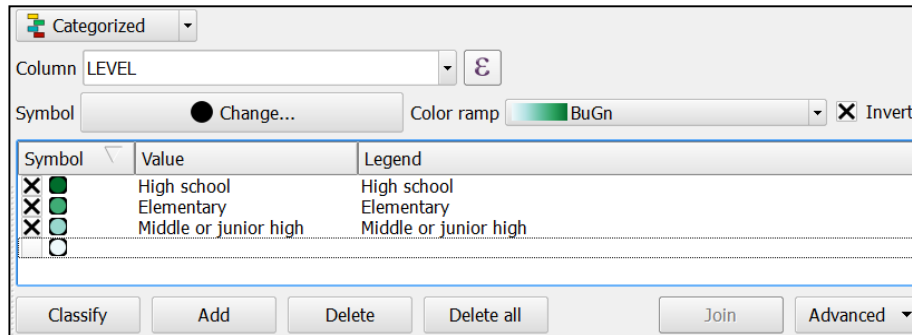 Categorized
Column LEVEL ε
Symbol Change... Color ramp BuGn Invert
Symbol Value Legend
High school High school
Elementary Elementary
Middle or junior high Middle or junior high
Classify Add Delete Delete all Join Advanced